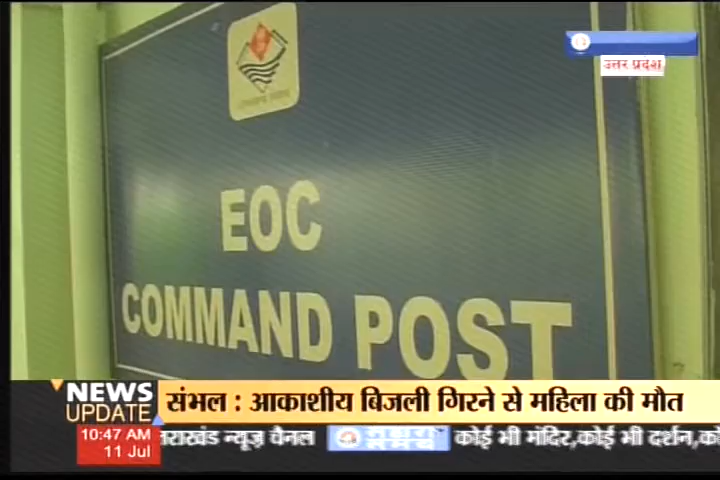 उत्तर प्रदेश
EOC
COMMAND POST
NEWS
UPDATE
संभल : आकाशीय बिजली गिरने से महिला की मौत
10:47 AM
11 Jul
तराखंड न्यूज़ चैनल
कोई भी मंदिर,कोई भी दर्शन,को